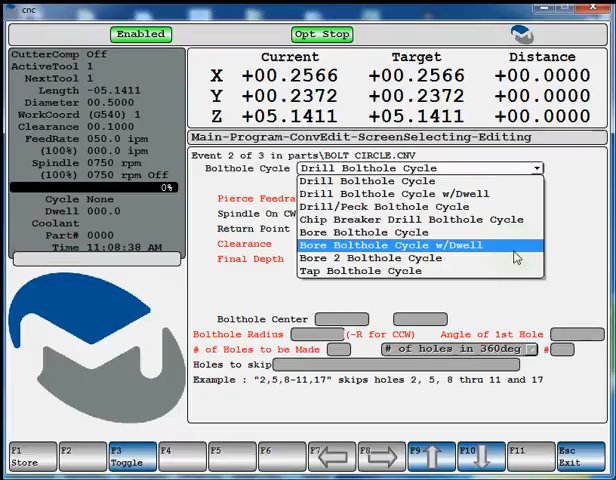 cnc
Enabled
Opt Stop
CutterComp Off
ActiveTool 1
NextTool 1
Length -05.1411
Diameter 00.5000
WorkCoord (G540) 1
Clearance 00.1000
FeedRate 050.0 ipm
(100%) 000.0 ipm
Spindle 0750 rpm
(100%) 0750 rpm Off
0%
Cycle None
Dwell 000.0
Coolant
Part# 0000
Time 11:08:38 AM
Current Target Distance
X +00.2566 +00.2566 +00.0000
Y +00.2372 +00.2372 +00.0000
Z +05.1411 +05.1411 +00.0000
Main-Program-ConvEdit-ScreenSelecting-Editing
Event 2 of 3 in parts\BOLT CIRCLE.CNV
Bolthole Cycle Drill Bolthole Cycle
Drill Bolthole Cycle
Drill Bolthole Cycle w/Dwell
Drill/Peck Bolthole Cycle
Chip Breaker Drill Bolthole Cycle
Bore Bolthole Cycle
Bore Bolthole Cycle w/Dwell
Bore 2 Bolthole Cycle
Tap Bolthole Cycle
Pierce Feedra
Spindle On CW
Return Point
Clearance
Final Depth
Bolthole Center
Bolthole Radius (-R for CCW) Angle of 1st Hole
# of Holes to be Made # of holes in 360deg #
Holes to skip
Example : "2,5,8-11,17" skips holes 2, 5, 8 thru 11 and 17
F1 Store
F2
F3 Toggle
F4
F5
F6
F7
F8
F9
F10
F11
Esc Exit